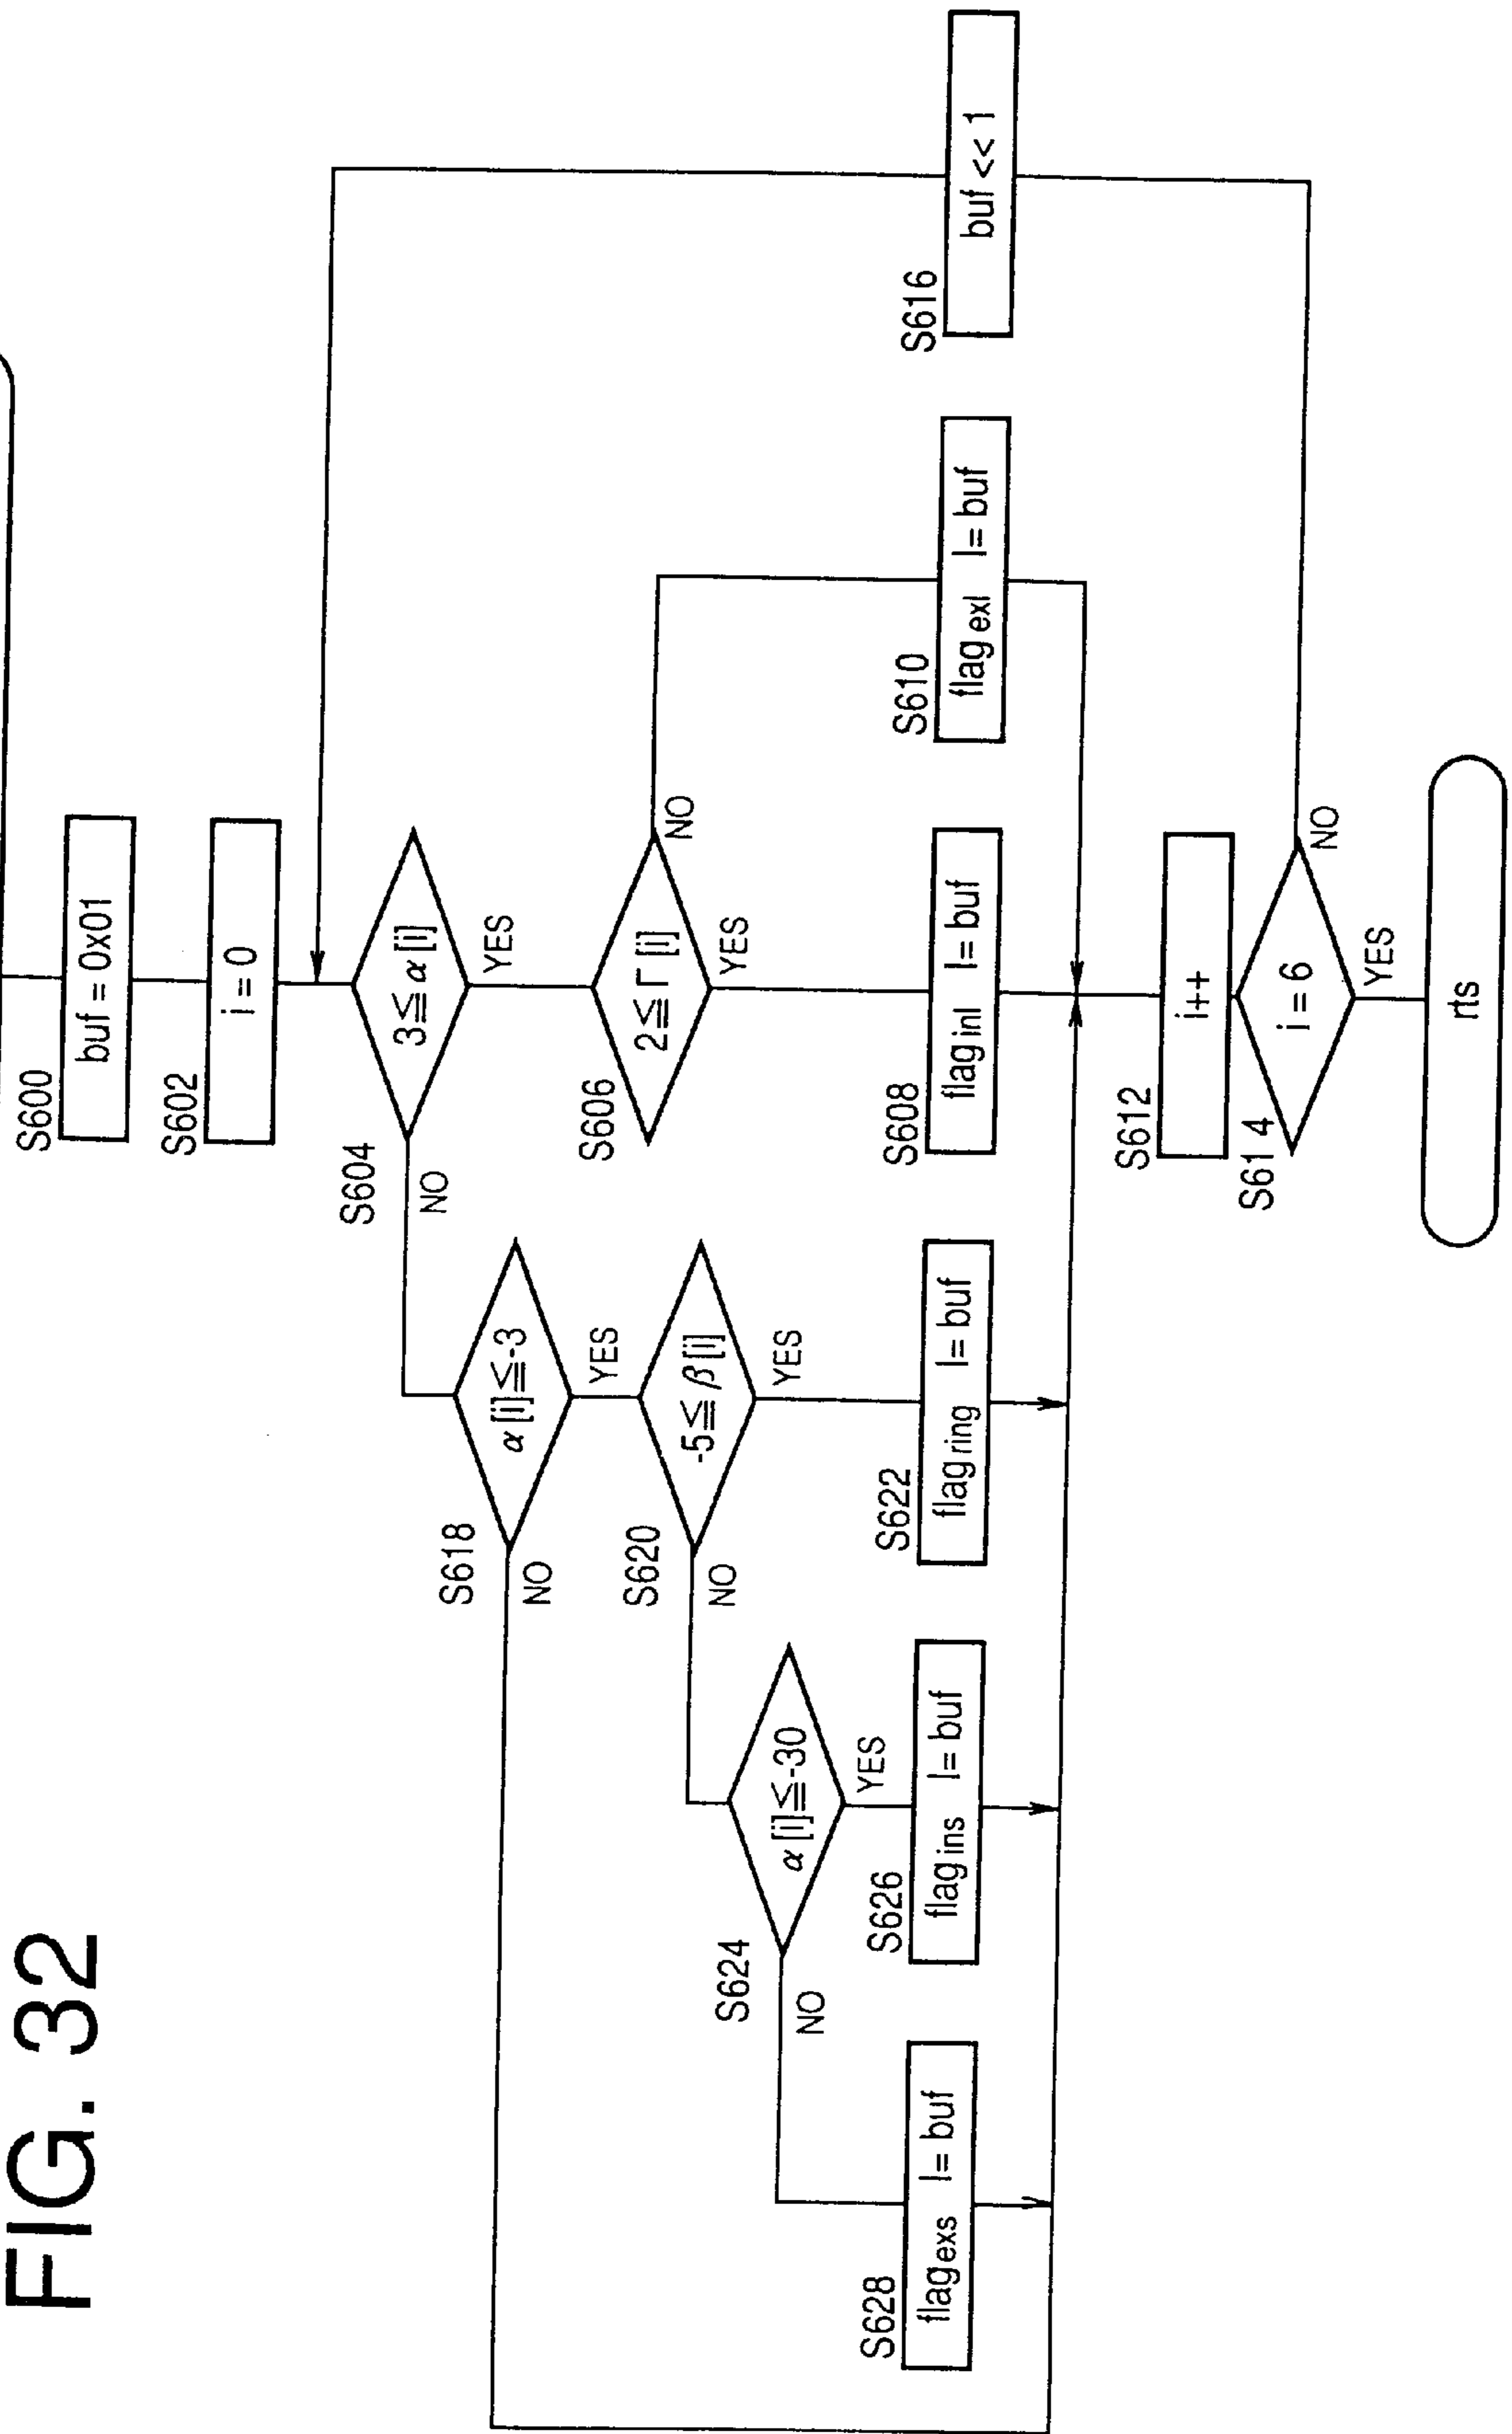 FIG. 32
S600
buf = 0x01
S602
i = 0
S604
3≦α[i]
NO
YES
S606
2≦Γ[i]
NO
YES
S608
flag inl |= buf
S610
flag exl |= buf
S612
i++
S614
i = 6
NO
YES
S616
buf << 1
rts
S618
α[i]≦-3
NO
YES
S620
-5≦β[i]
NO
YES
S622
flag ring |= buf
S624
α[i]≦-30
NO
YES
S626
flag ins |= buf
S628
flag exs |= buf